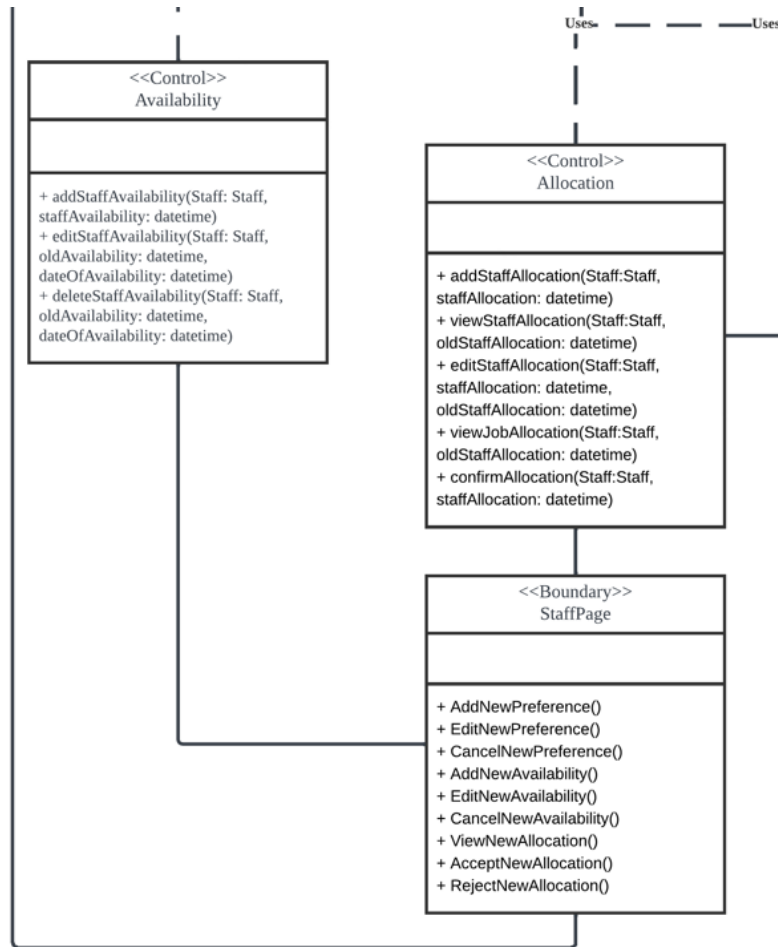 Uses
Uses
<<Control>>
Availability
+ addStaffAvailability(Staff: Staff,
staffAvailability: datetime)
+ editStaffAvailability(Staff: Staff,
oldAvailability: datetime,
dateOfAvailability: datetime)
+ deleteStaffAvailability(Staff: Staff,
oldAvailability: datetime,
dateOfAvailability: datetime)
<<Control>>
Allocation
+ addStaffAllocation(Staff:Staff,
staffAllocation: datetime)
+ viewStaffAllocation(Staff:Staff,
oldStaffAllocation: datetime)
+ editStaffAllocation(Staff:Staff,
staffAllocation: datetime,
oldStaffAllocation: datetime)
+ viewJobAllocation(Staff:Staff,
oldStaffAllocation: datetime)
+ confirmAllocation(Staff:Staff,
staffAllocation: datetime)
<<Boundary>>
StaffPage
+ AddNewPreference()
+ EditNewPreference()
+ CancelNewPreference()
+ AddNewAvailability()
+ EditNewAvailability()
+ CancelNewAvailability()
+ ViewNewAllocation()
+ AcceptNewAllocation()
+ RejectNewAllocation()